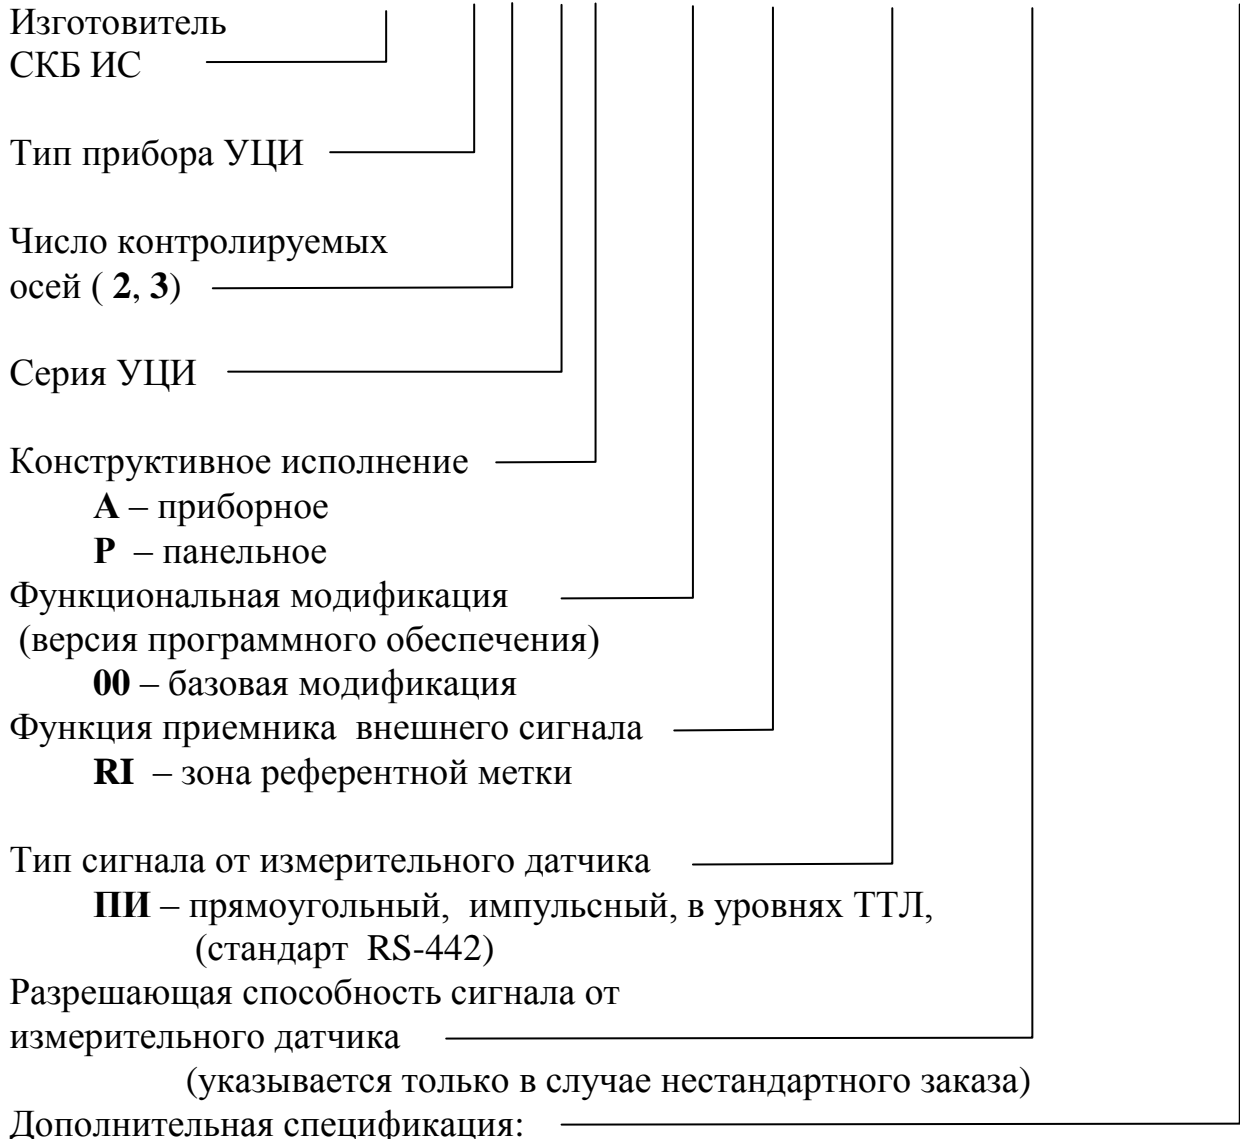 Изготовитель
СКБ ИС
Тип прибора УЦИ
Число контролируемых
осей ( 2, 3)
Серия УЦИ
Конструктивное исполнение
А – приборное
Р – панельное
Функциональная модификация
(версия программного обеспечения)
00 – базовая модификация
Функция приемника внешнего сигнала
RI – зона референтной метки
Тип сигнала от измерительного датчика
ПИ – прямоугольный, импульсный, в уровнях ТТЛ,
(стандарт RS-442)
Разрешающая способность сигнала от
измерительного датчика
(указывается только в случае нестандартного заказа)
Дополнительная спецификация: